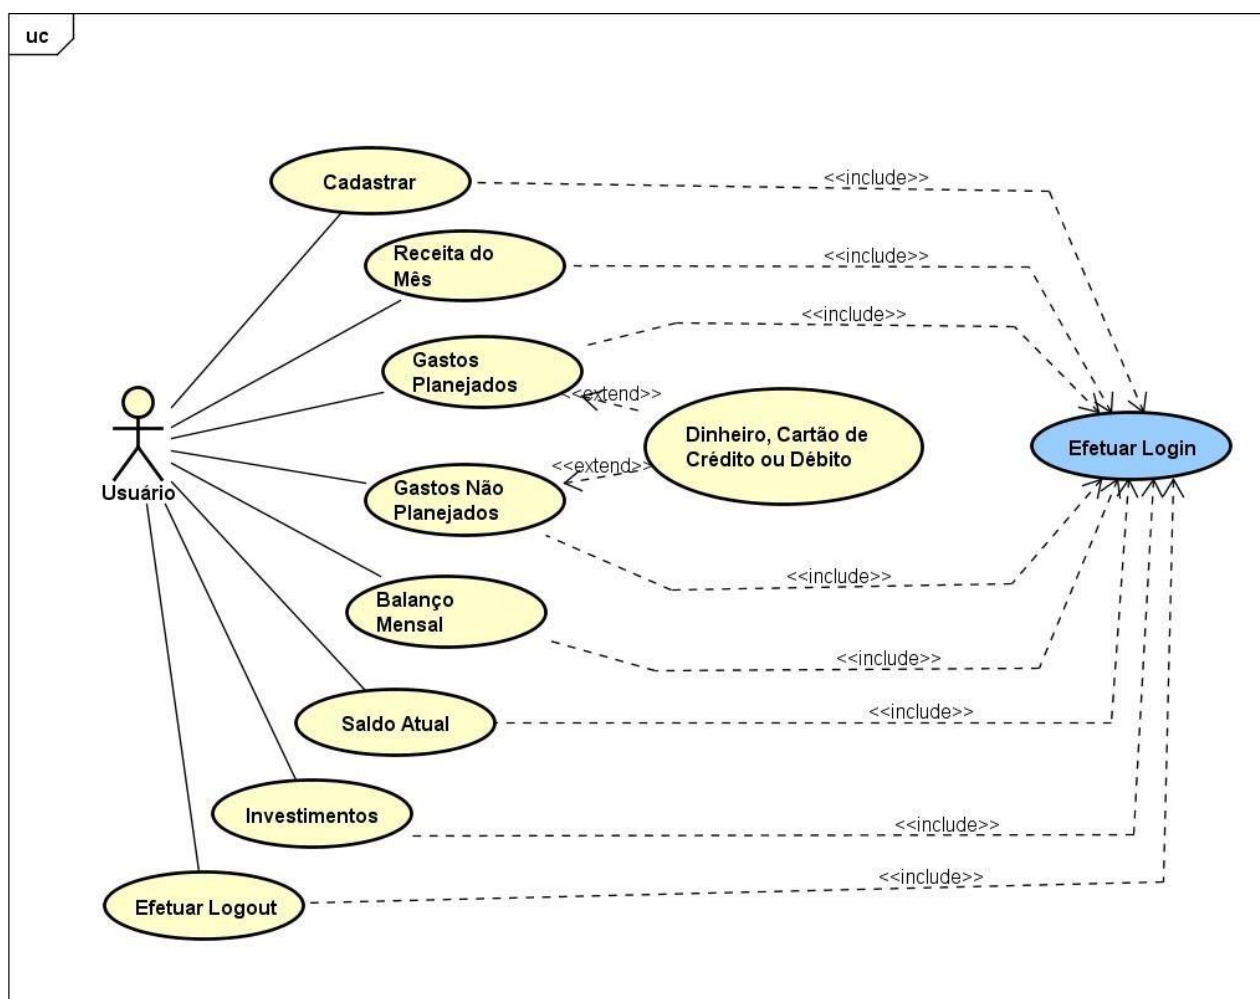 uc
Cadastrar
<<include>>
Receita do
Mês
<<include>>
<<include>>
Gastos
Planejados
<<extend>>
Dinheiro, Cartão de
Crédito ou Débito
Efetuar Login
<<extend>>
Usuário
Gastos Não
Planejados
<<include>>
Balanço
Mensal
<<include>>
Saldo Atual
<<include>>
Investimentos
<<include>>
Efetuar Logout
<<include>>